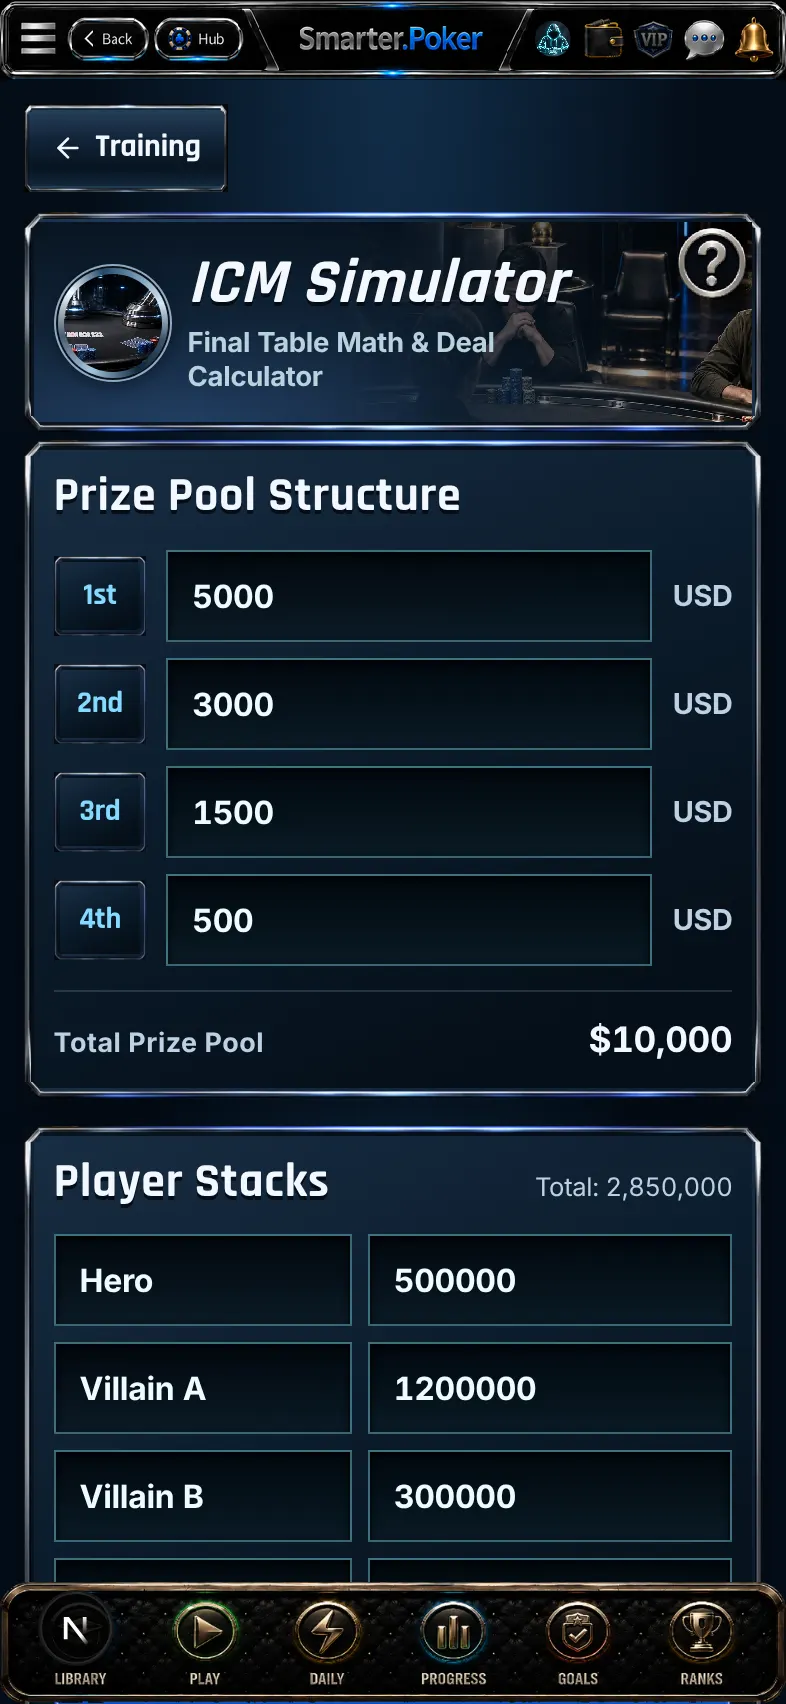 Back
Hub
Smarter.Poker
VIP
← Training
ICM Simulator
?
Final Table Math & Deal
Calculator
Prize Pool Structure
1st
5000
USD
2nd
3000
USD
3rd
1500
USD
4th
500
USD
Total Prize Pool
$10,000
Player Stacks
Total: 2,850,000
Hero
500000
Villain A
1200000
Villain B
300000
N
LIBRARY
PLAY
DAILY
PROGRESS
GOALS
RANKS